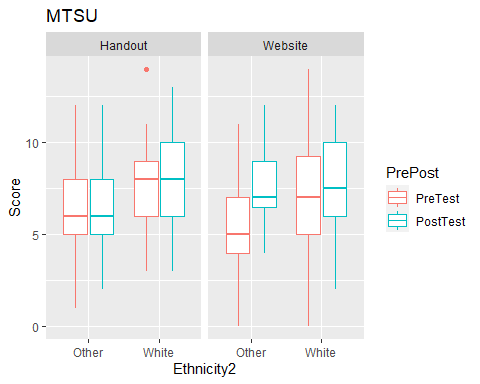 MTSU
Handout
Website
Score
10
5
0
Other
White
Other
White
Ethnicity2
PrePost
PreTest
PostTest